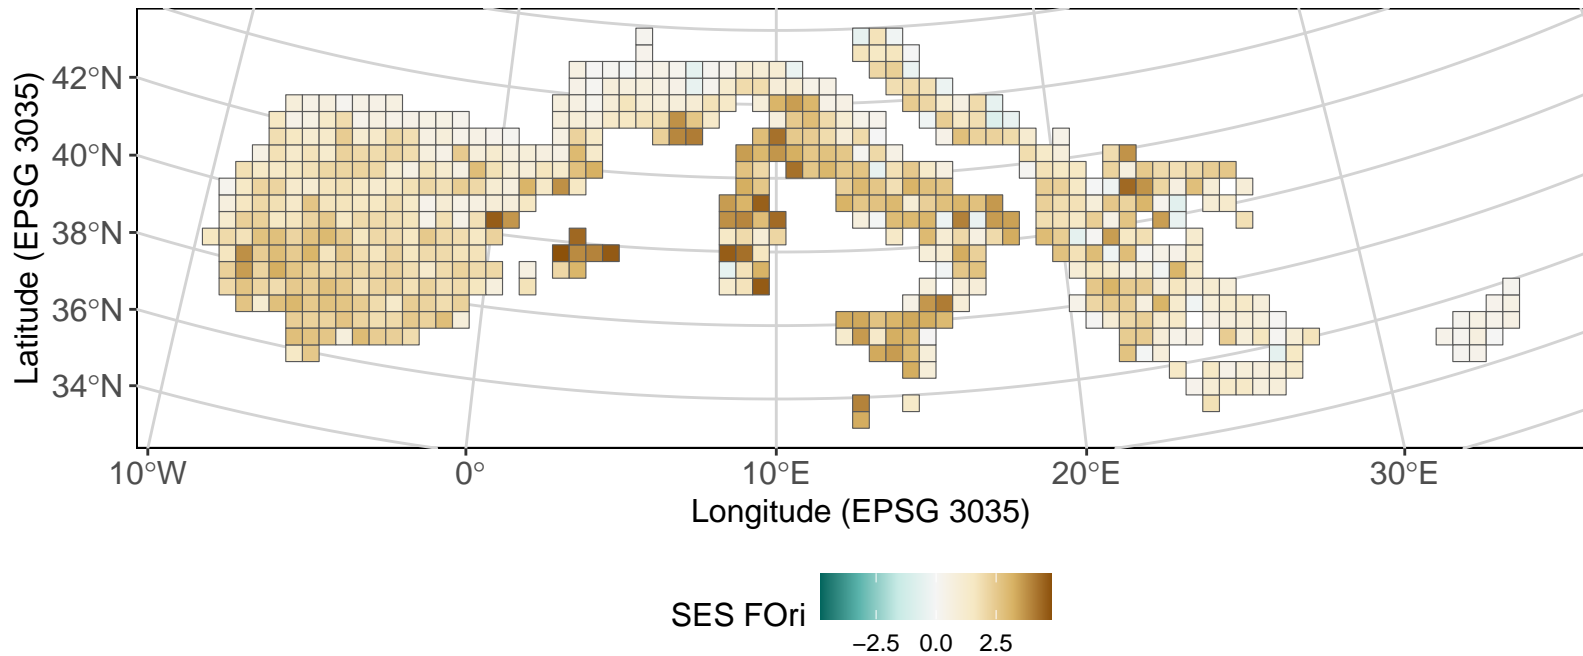 Latitude (EPSG 3035)
42°N
40°N
38°N
36°N
34°N
10°W
0°
10°E
20°E
30°E
Longitude (EPSG 3035)
SES FOri
−2.5
0.0
2.5